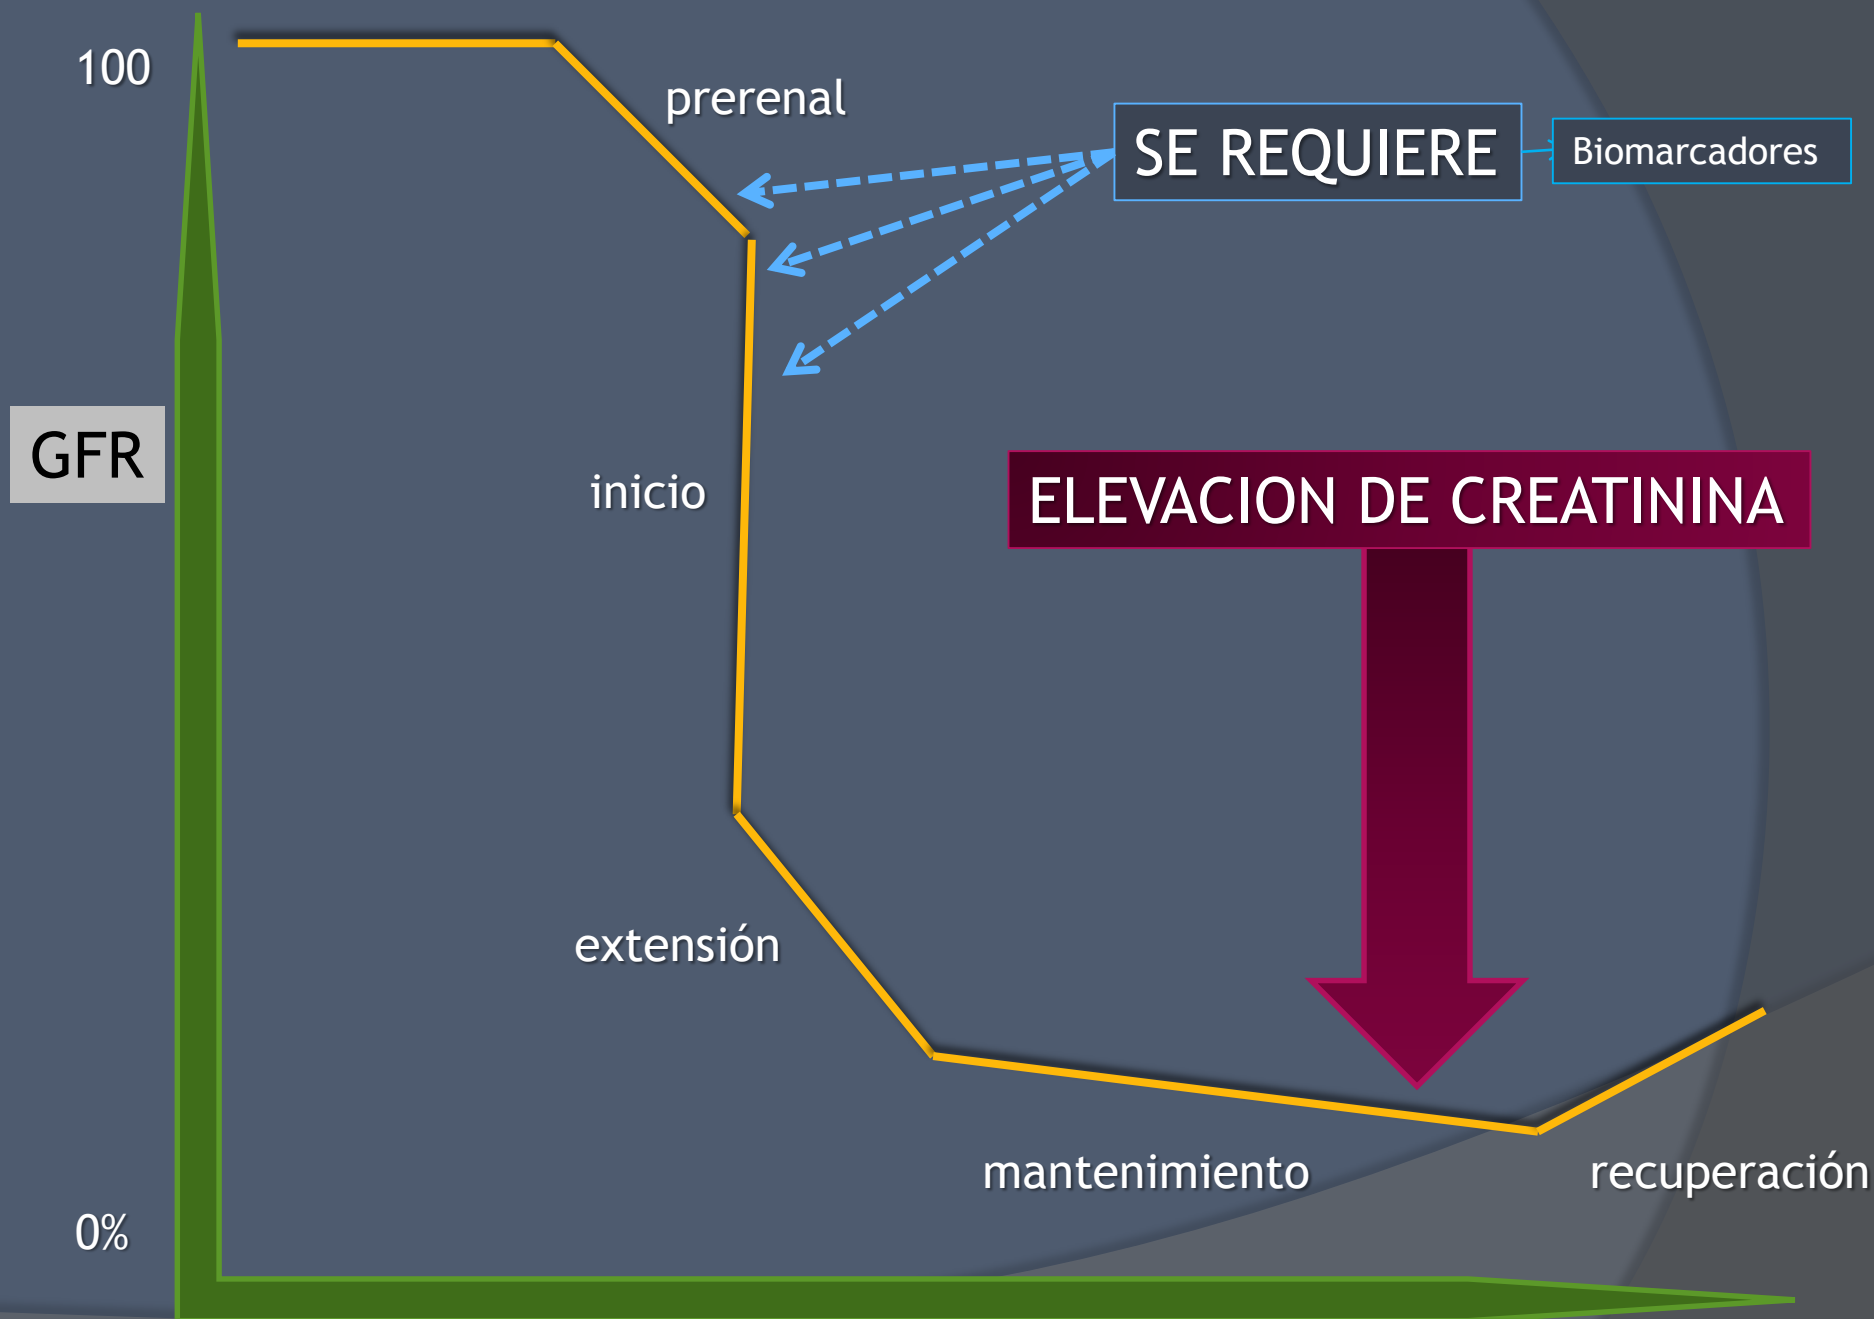 100
prerenal
SE REQUIERE
Biomarcadores
GFR
inicio
ELEVACION DE CREATININA
extensión
mantenimiento
recuperación
0%